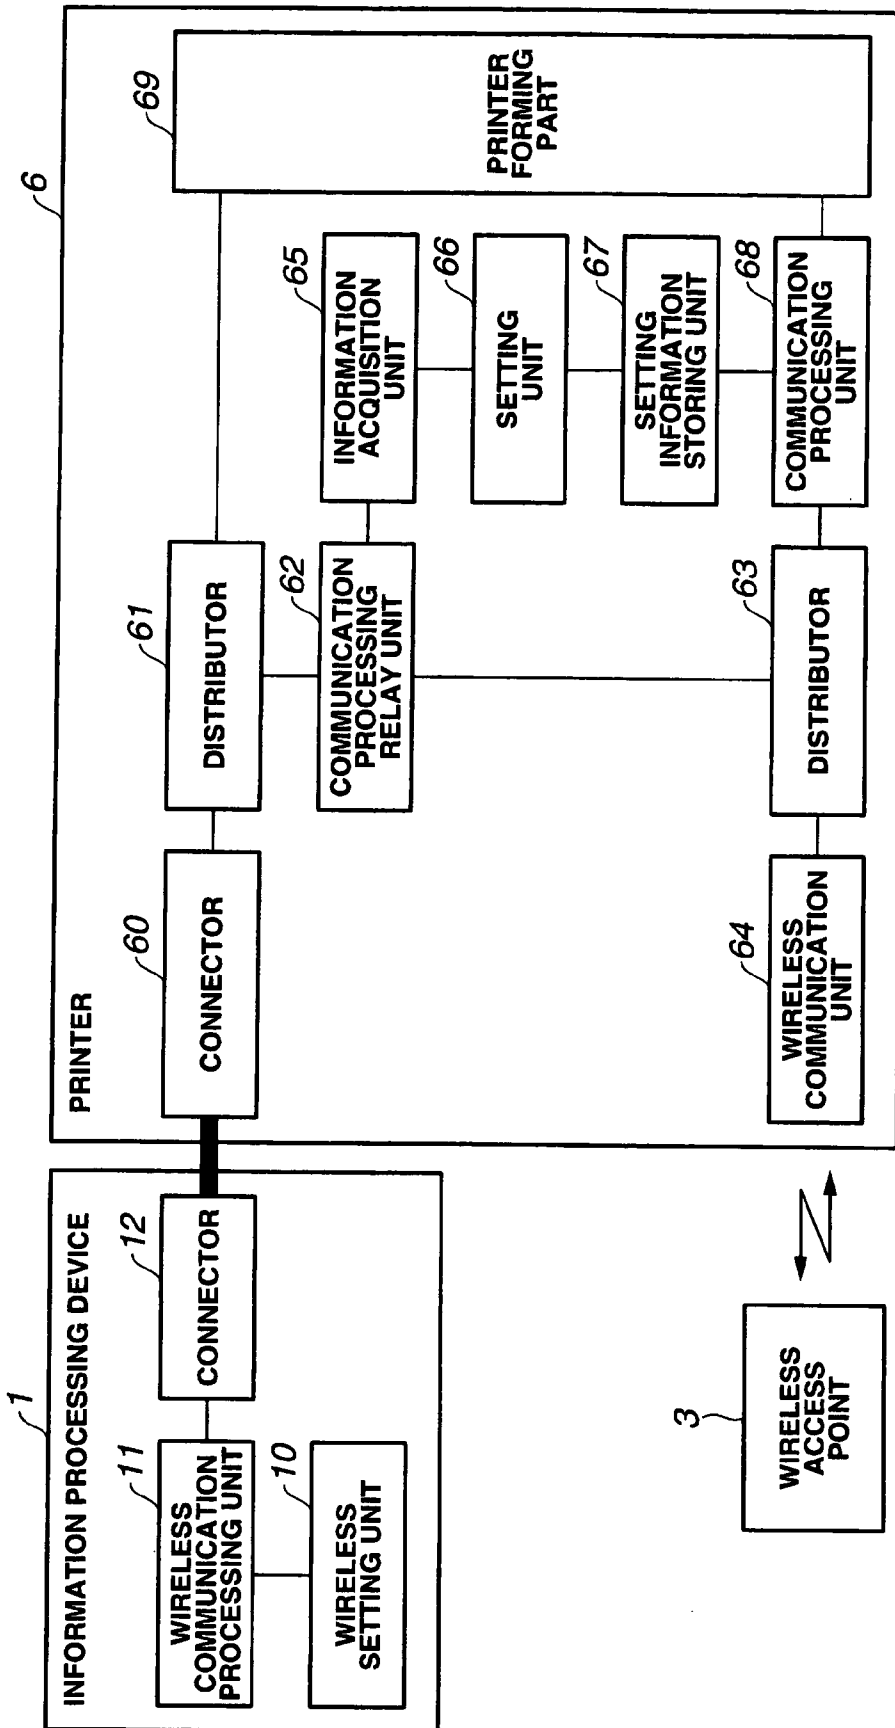 1
INFORMATION PROCESSING DEVICE
11
WIRELESS
COMMUNICATION
PROCESSING UNIT
10
WIRELESS
SETTING UNIT
12
CONNECTOR
3
WIRELESS
ACCESS
POINT
6
PRINTER
60
CONNECTOR
61
DISTRIBUTOR
62
COMMUNICATION
PROCESSING
RELAY UNIT
63
DISTRIBUTOR
64
WIRELESS
COMMUNICATION
UNIT
65
INFORMATION
ACQUISITION
UNIT
66
SETTING
UNIT
67
SETTING
INFORMATION
STORING UNIT
68
COMMUNICATION
PROCESSING
UNIT
69
PRINTER
FORMING
PART